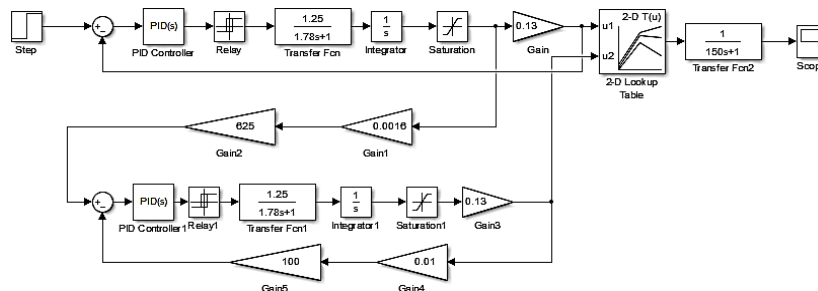 Step
PID(s)
PID Controller
Relay
1.25
1.78s+1
Transfer Fcn
1
s
Integrator
Saturation
0.13
Gain
2-D T(u)
u1
u2
2-D Lookup
Table
1
150s+1
Transfer Fcn2
625
Gain2
0.0016
Gain1
PID(s)
PID Controller1
Relay1
1.25
1.78s+1
Transfer Fcn1
1
s
Integrator1
Saturation1
0.13
Gain3
100
Gain5
0.01
Gain4